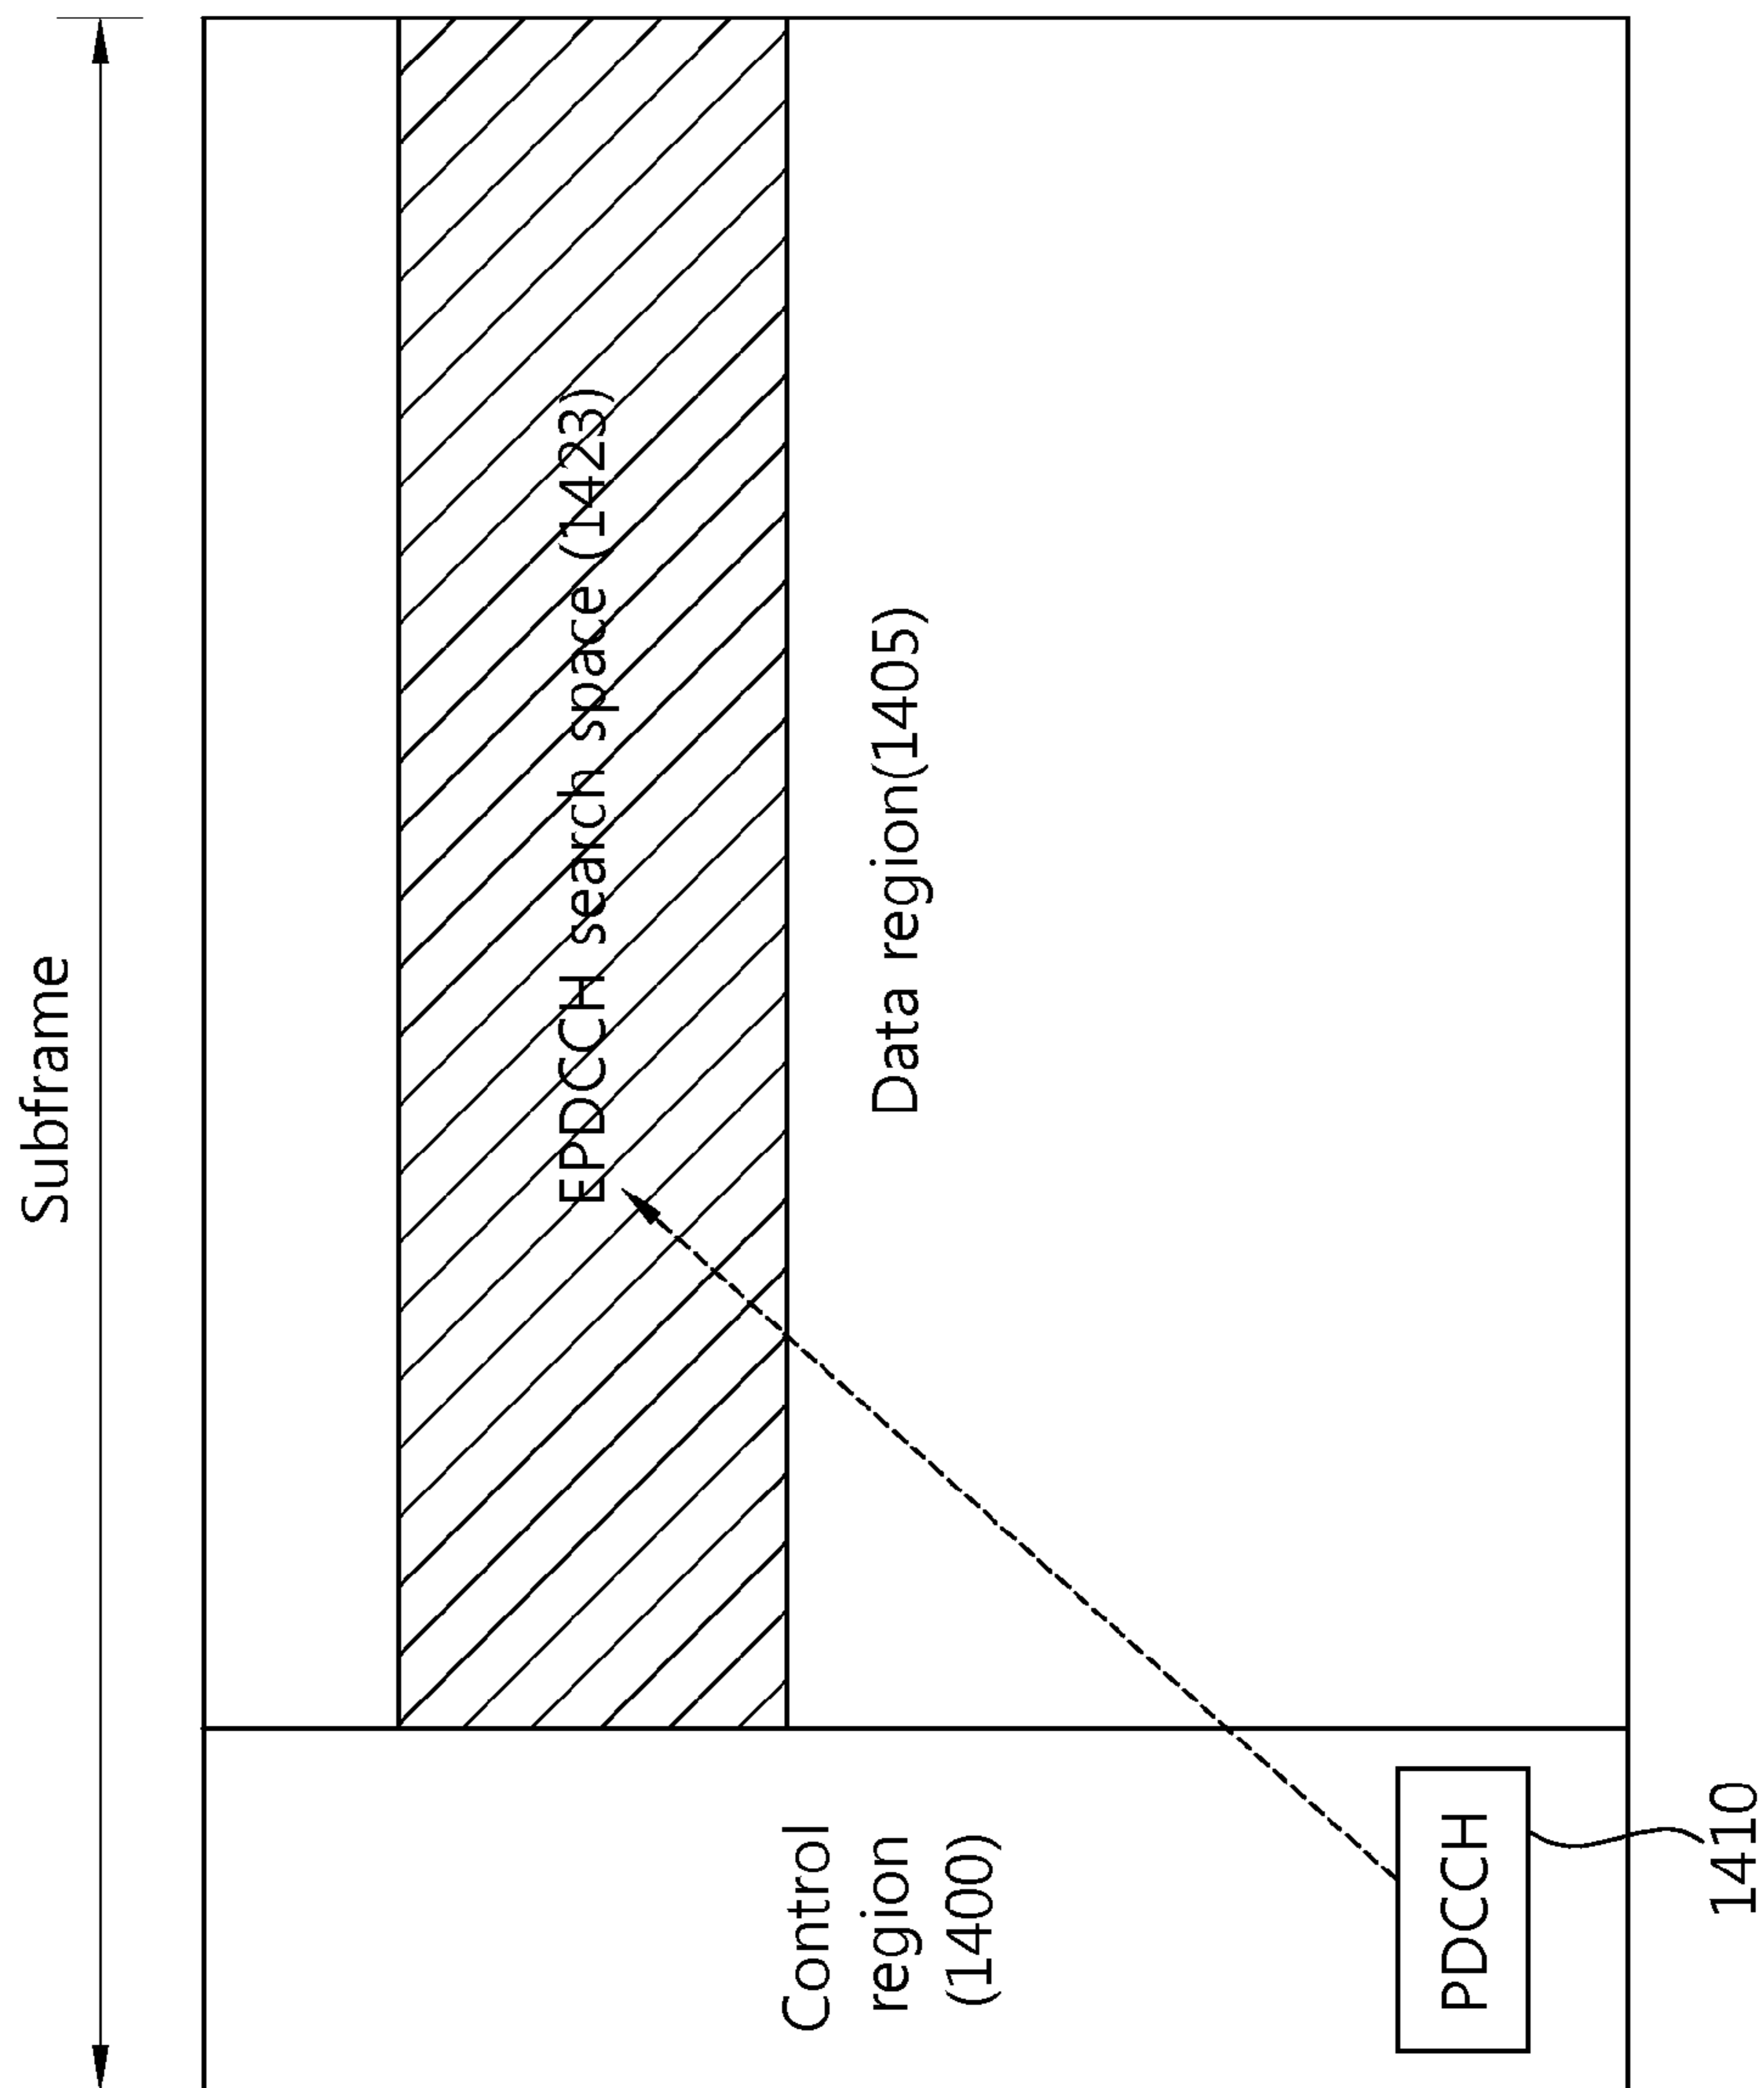 Subframe
EPDCCH search space (1423)
Data region(1405)
Control
region
(1400)
PDCCH
1410